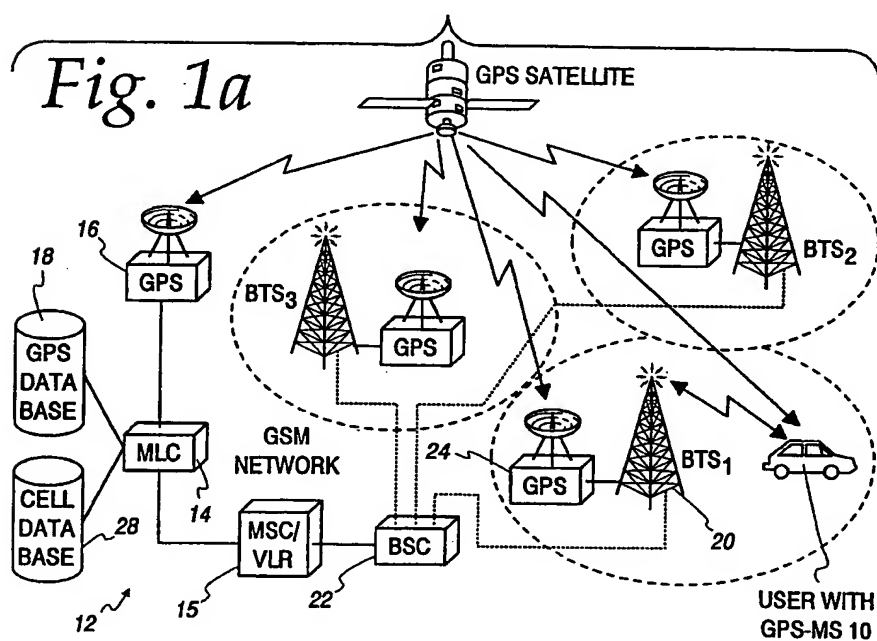 Fig. 1a
GPS SATELLITE
16
GPS
18
GPS
DATA
BASE
BTS3
GPS
GPS
BTS2
MLC
14
GSM
NETWORK
24
GPS
BTS1
20
CELL
DATA
BASE
28
12
MSC/
VLR
15
BSC
22
USER WITH
GPS-MS 10